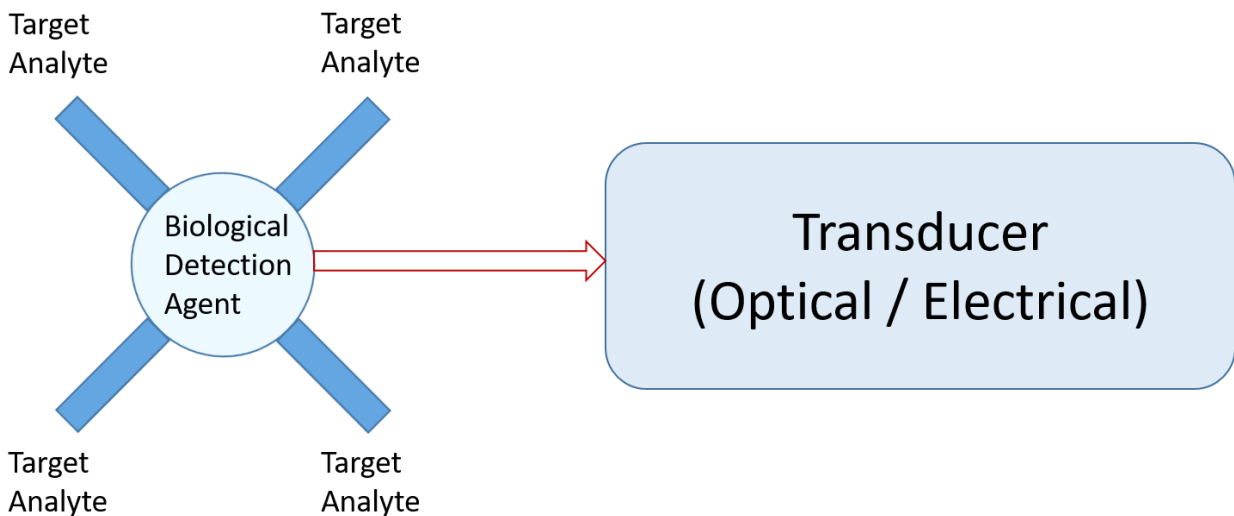 Target
Analyte
Target
Analyte
Biological
Detection
Agent
Transducer
(Optical / Electrical)
Target
Analyte
Target
Analyte